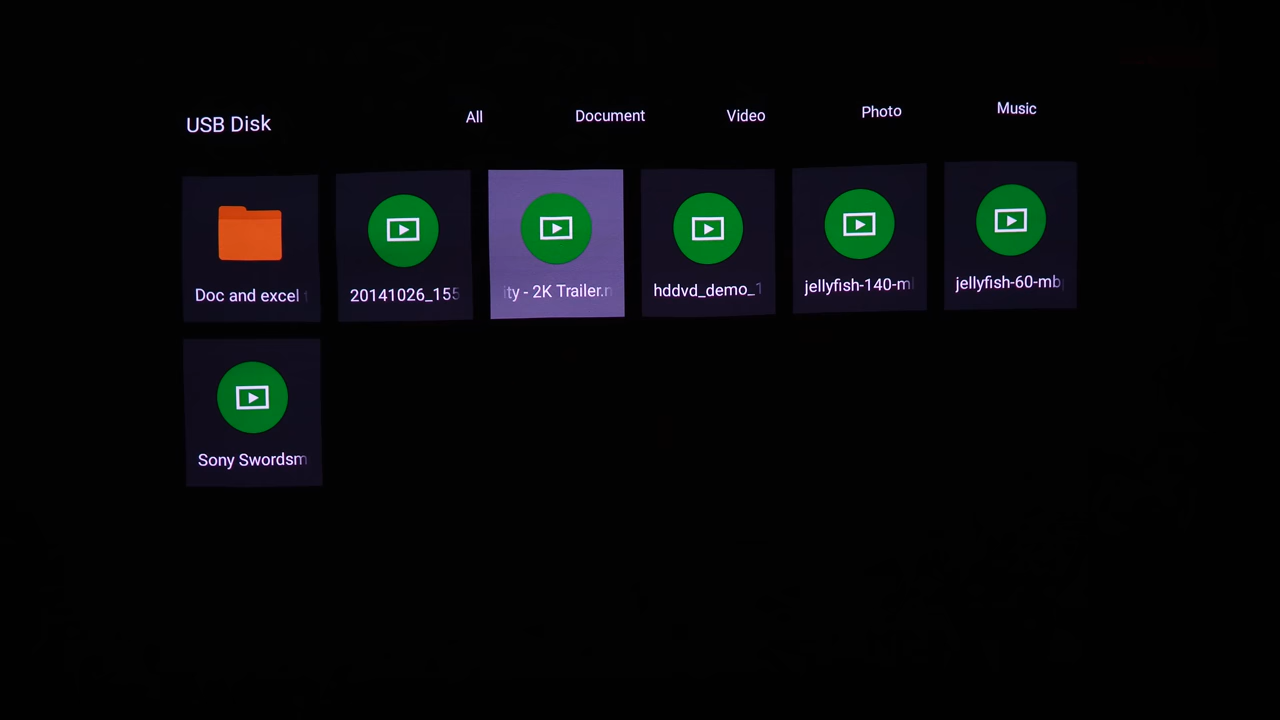 USB Disk
All
Document
Video
Photo
Music
Doc and excel
20141026_155
ity - 2K Trailer.m
hddvd_demo_1
jellyfish-140-m
jellyfish-60-mb
Sony Swordsm